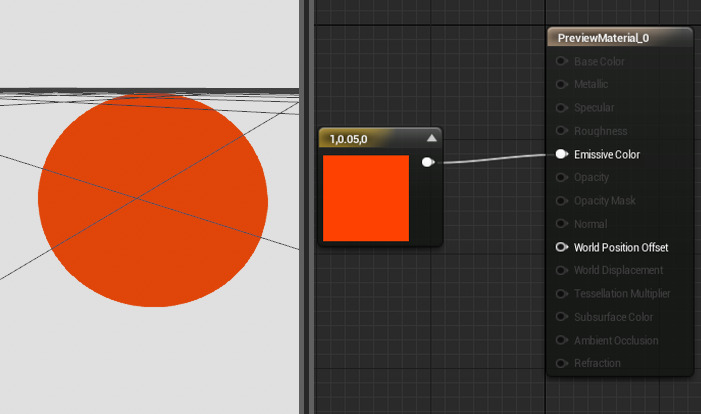 PreviewMaterial_0
Base Color
Metallic
Specular
Roughness
1,0.05,0
Emissive Color
Opacity
Opacity Mask
Normal
World Position Offset
World Displacement
Tessellation Multiplier
Subsurface Color
Ambient Occlusion
Refraction